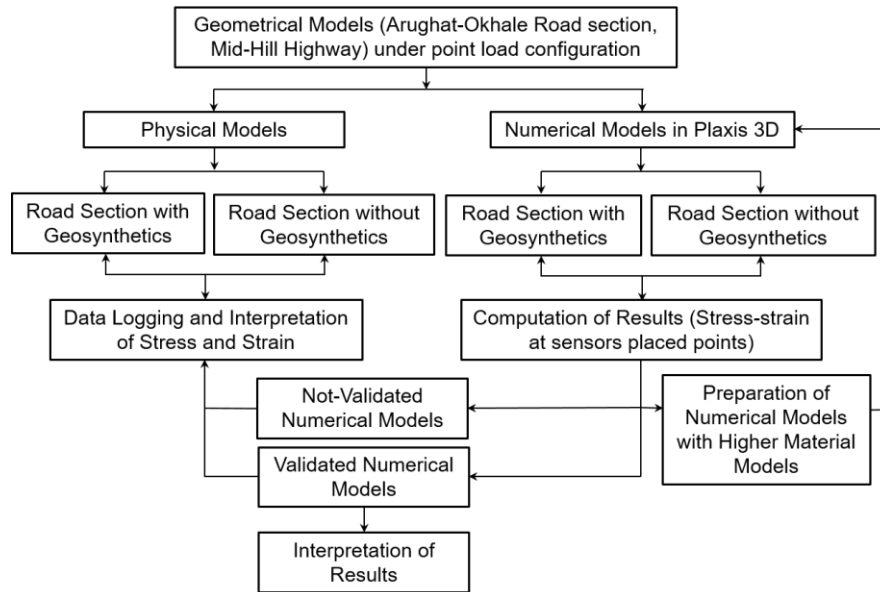 Geometrical Models (Arughat-Okhale Road section,
Mid-Hill Highway) under point load configuration
Physical Models
Numerical Models in Plaxis 3D
Road Section with
Geosynthetics
Road Section without
Geosynthetics
Road Section with
Geosynthetics
Road Section without
Geosynthetics
Data Logging and Interpretation
of Stress and Strain
Computation of Results (Stress-strain
at sensors placed points)
Not-Validated
Numerical Models
Preparation of
Numerical Models
with Higher Material
Models
Validated Numerical
Models
Interpretation of
Results